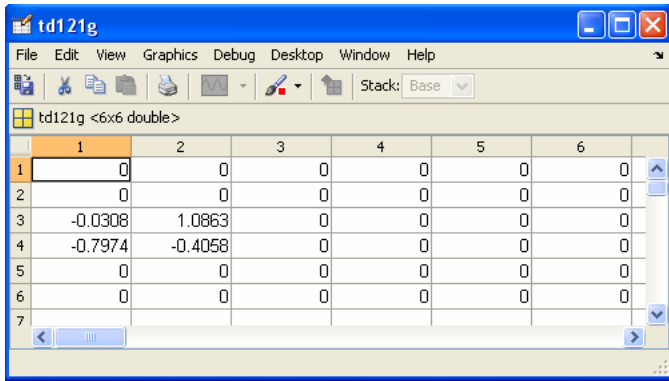 td121g
File Edit View Graphics Debug Desktop Window Help
Stack: Base
td121g <6x6 double>
1 2 3 4 5 6
1 0 0 0 0 0 0
2 0 0 0 0 0 0
3 -0.0308 1.0863 0 0 0 0
4 -0.7974 -0.4058 0 0 0 0
5 0 0 0 0 0 0
6 0 0 0 0 0 0
7